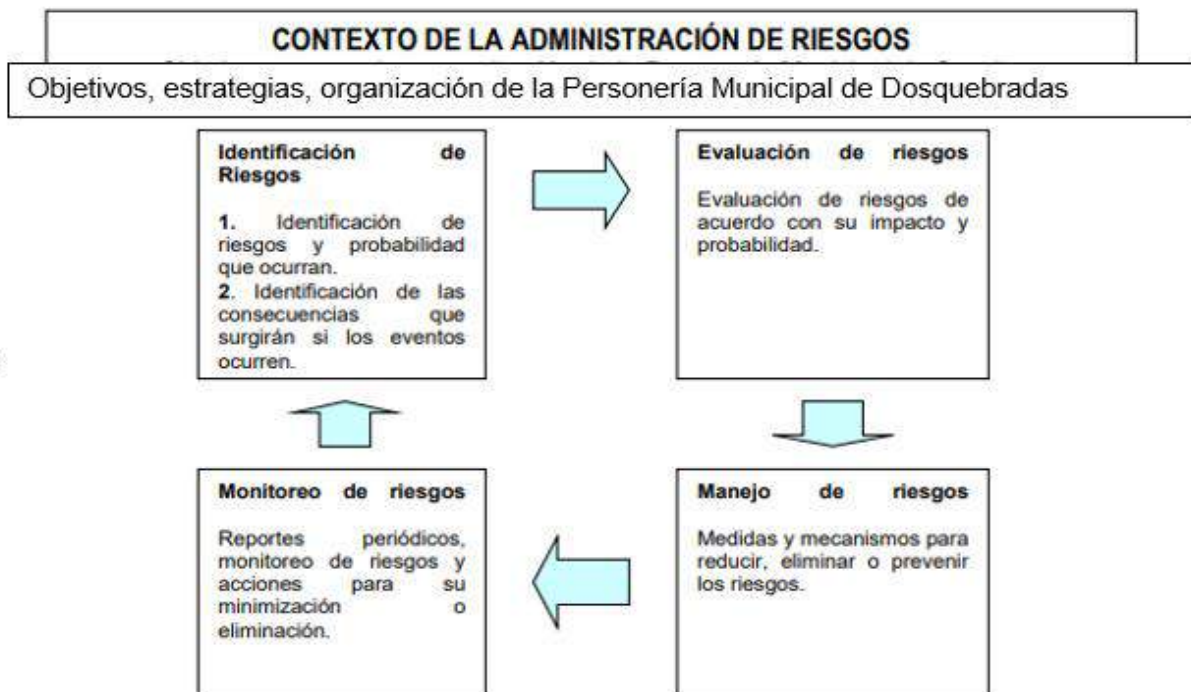 CONTEXTO DE LA ADMINISTRACIÓN DE RIESGOS
Objetivos, estrategias, organización de la Personería Municipal de Dosquebradas
Identificación de
Riesgos
1. Identificación de
riesgos y probabilidad
que ocurran.
2. Identificación de las
consecuencias que
surgirán si los eventos
ocurren.
Evaluación de riesgos
Evaluación de riesgos de
acuerdo con su impacto y
probabilidad.
Monitoreo de riesgos
Reportes periódicos,
monitoreo de riesgos y
acciones para su
minimización o
eliminación.
Manejo de riesgos
Medidas y mecanismos para
reducir, eliminar o prevenir
los riesgos.